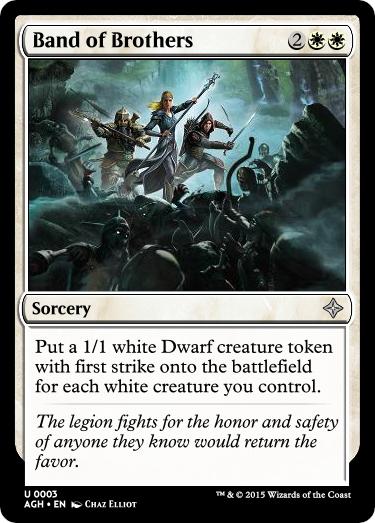 Band of Brothers 2
Sorcery
Put a 1/1 white Dwarf creature token
with first strike onto the battlefield
for each white creature you control.
The legion fights for the honor and safety
of anyone they know would return the
favor.
U 0003
AGH • EN Chaz Elliot
™ & © 2015 Wizards of the Coast